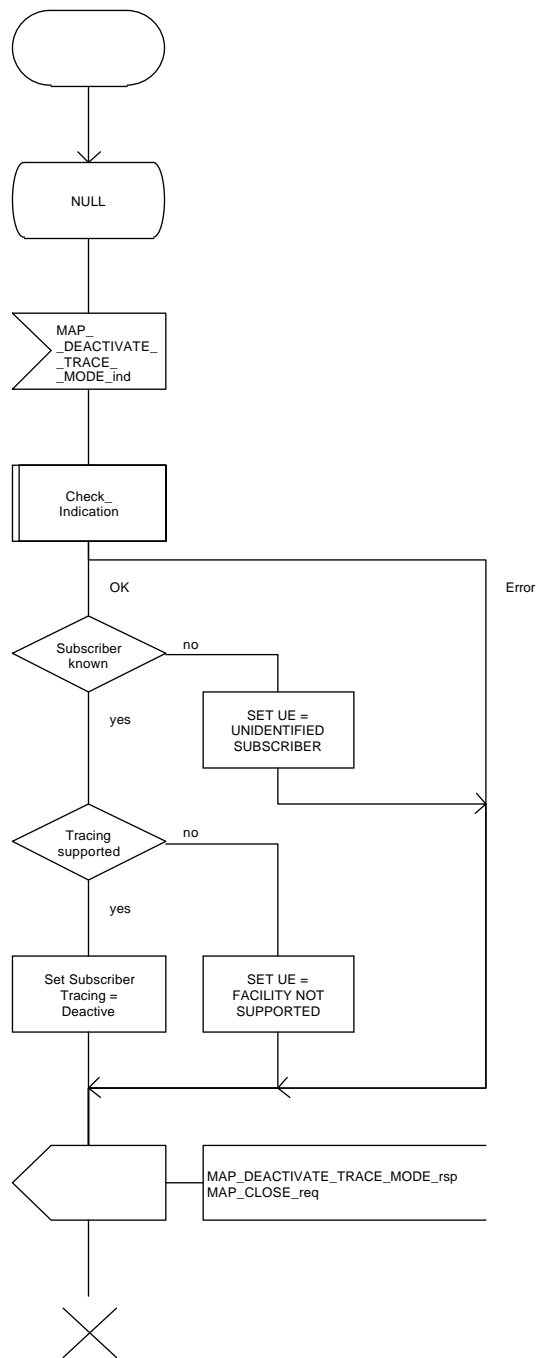 NULL
MAP_
_DEACTIVATE_
_TRACE_
_MODE_ind
Check_
Indication
OK
Error
Subscriber
known
no
yes
SET UE =
UNIDENTIFIED
SUBSCRIBER
Tracing
supported
no
yes
Set Subscriber
Tracing =
Deactive
SET UE =
FACILITY NOT
SUPPORTED
MAP_DEACTIVATE_TRACE_MODE_rsp
MAP_CLOSE_req